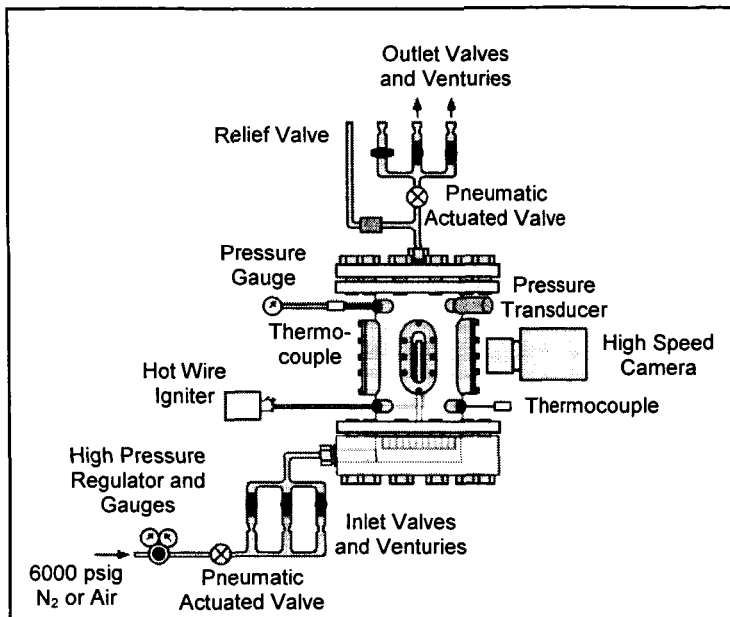 Outlet Valves
and Venturies
Relief Valve
Pneumatic
Actuated Valve
Pressure
Gauge
Pressure
Transducer
Thermo-
couple
High Speed
Camera
Hot Wire
Igniter
Thermocouple
High Pressure
Regulator and
Gauges
Inlet Valves
and Venturies
6000 psig
N₂ or Air
Pneumatic
Actuated Valve